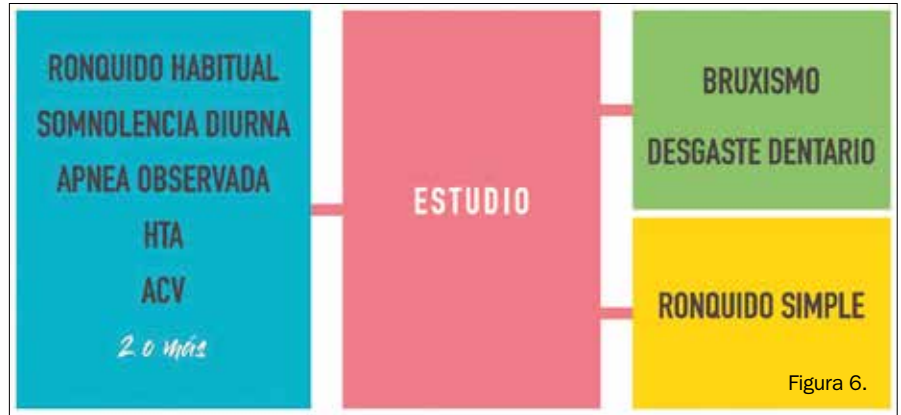 RONQUIDO HABITUAL
SOMNOLENCIA DIURNA
APNEA OBSERVADA
HTA
ACV
2 o más
ESTUDIO
BRUXISMO
DESGASTE DENTARIO
RONQUIDO SIMPLE
Figura 6.